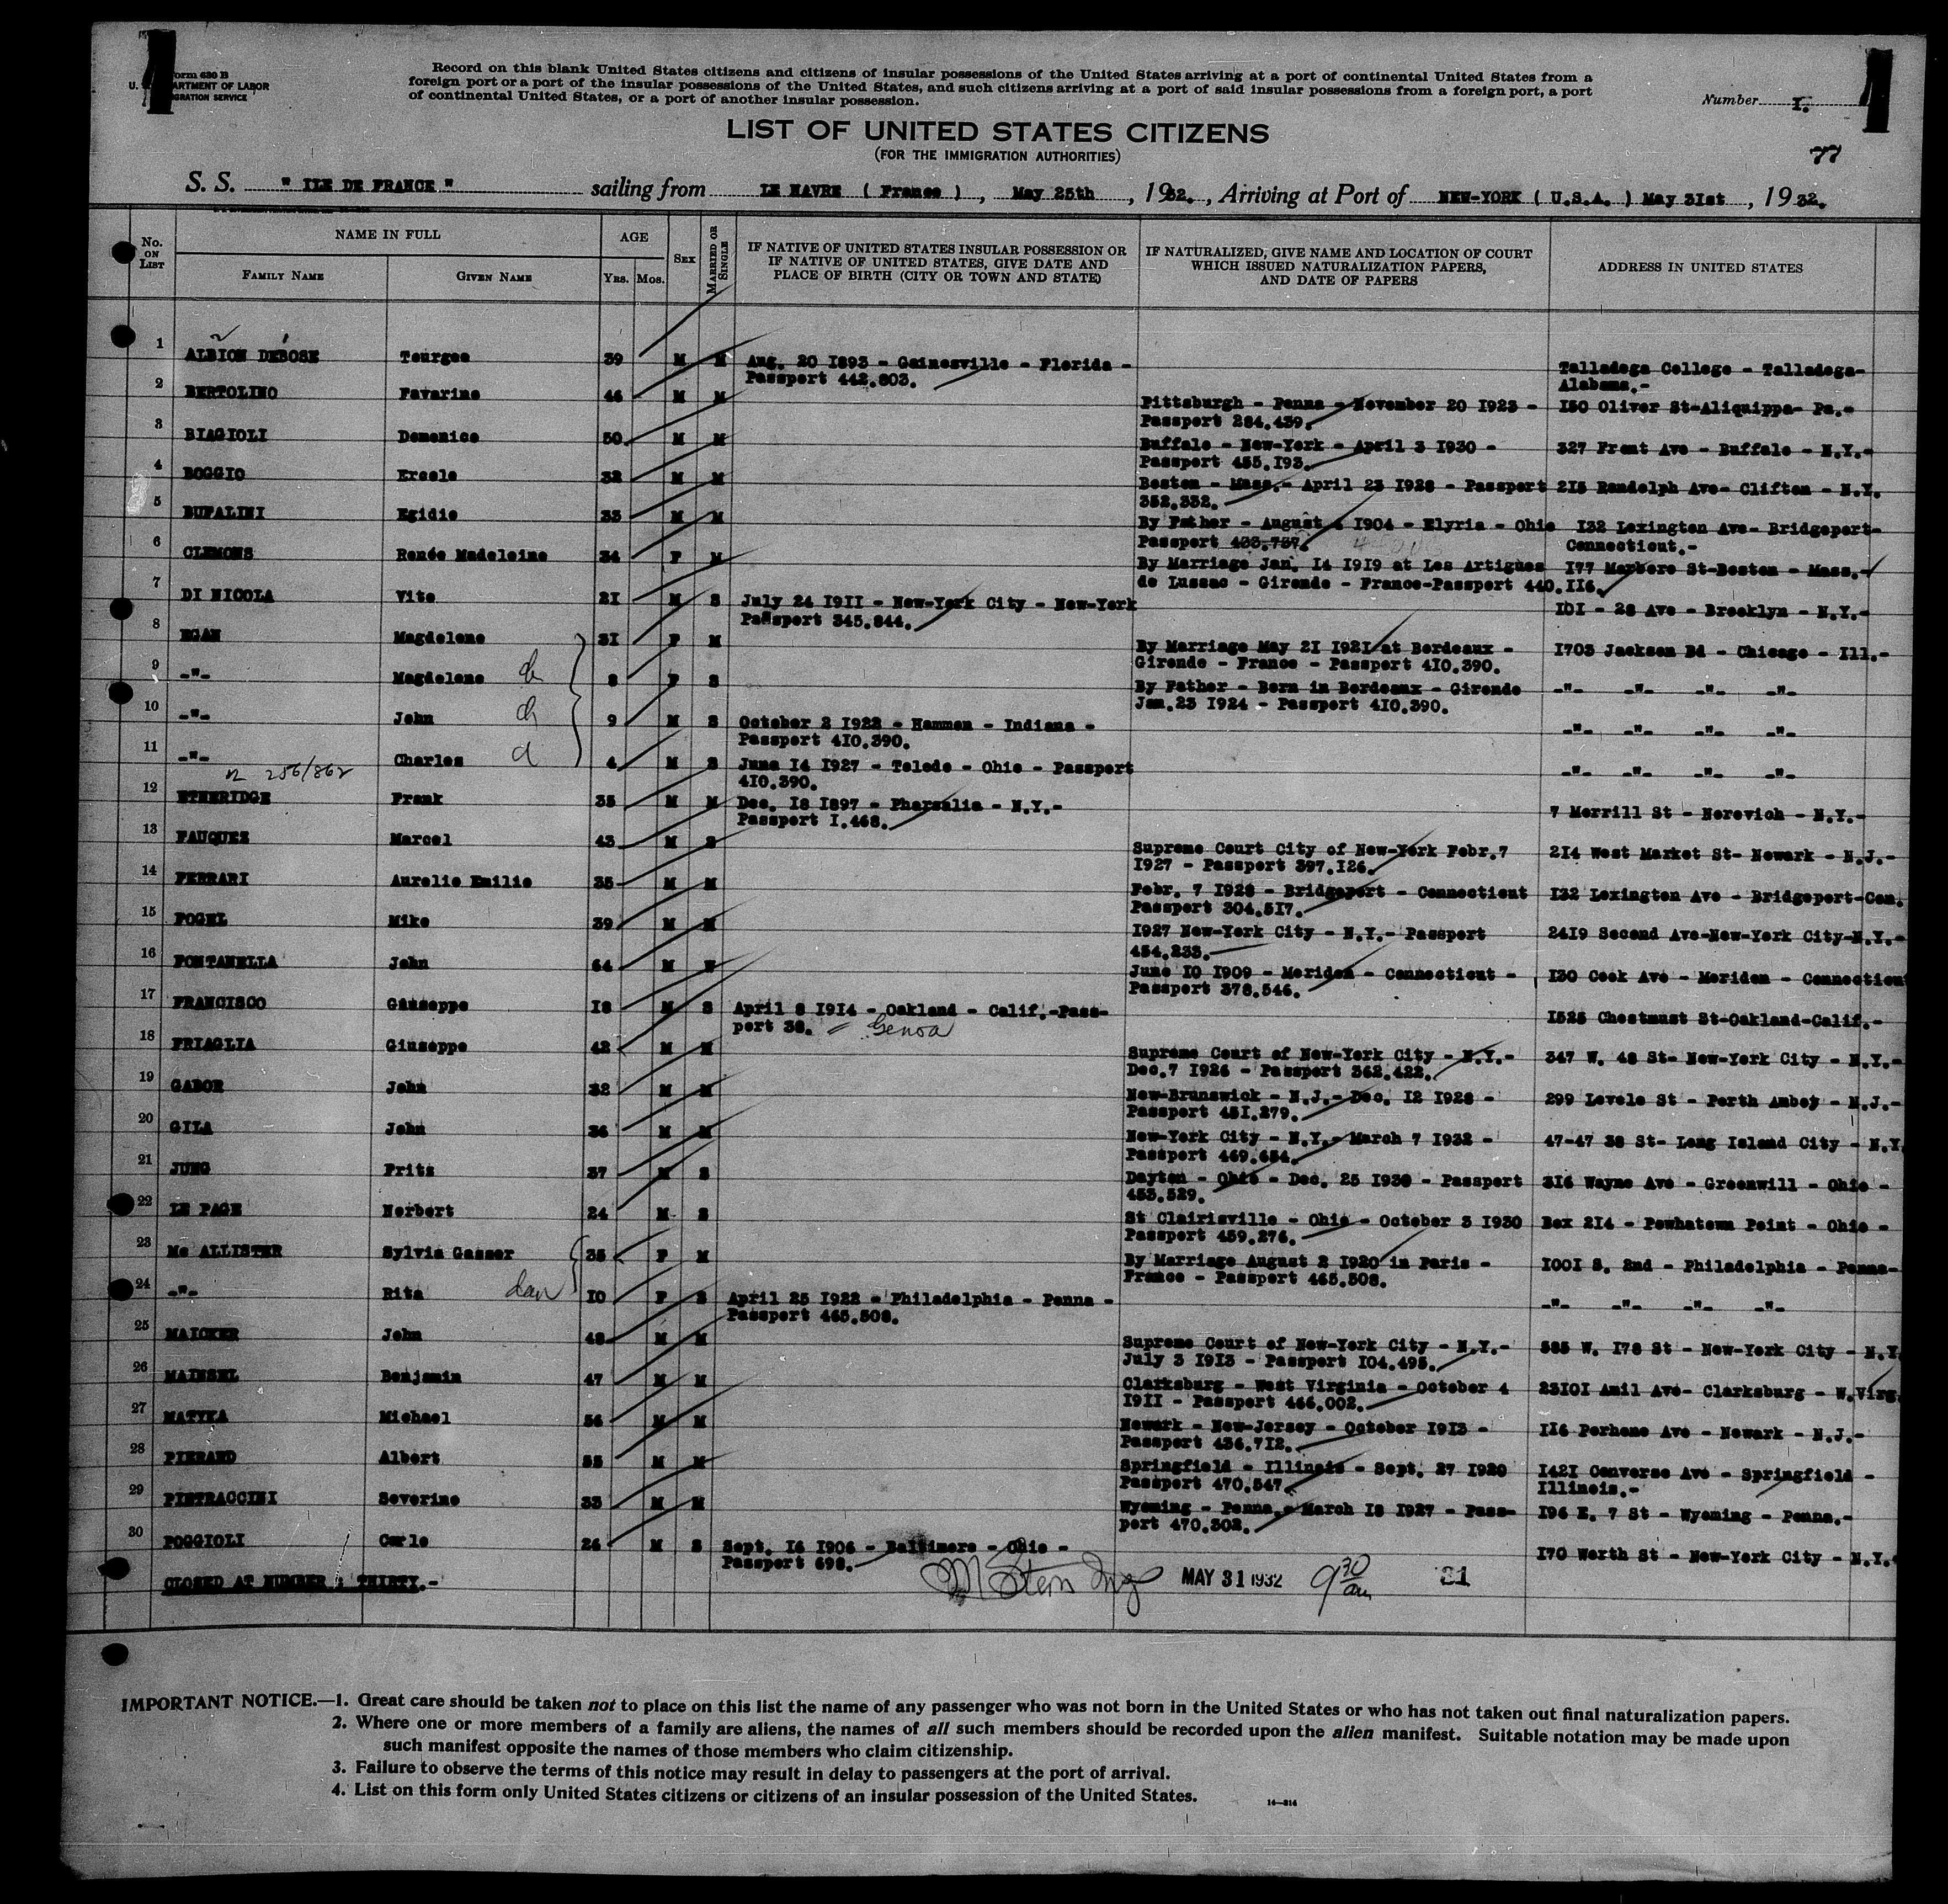 Form 630 B
U. S. DEPARTMENT OF LABOR
IMMIGRATION SERVICE
Record on this blank United States citizens and citizens of insular possessions of the United States arriving at a port of continental United States from a
foreign port or a port of the insular possessions of the United States, and such citizens arriving at a port of said insular possessions from a foreign port, a port
of continental United States, or a port of another insular possession.
Number I.
LIST OF UNITED STATES CITIZENS
(FOR THE IMMIGRATION AUTHORITIES)
77
S. S. " ILE DE FRANCE " sailing from LE HAVRE ( France ) , May 25th , 1932. , Arriving at Port of NEW-YORK ( U.S.A. ) May 31st , 1932.
No. ON LIST
NAME IN FULL
FAMILY NAME
GIVEN NAME
AGE
YRS. MOS.
SEX
MARRIED OR SINGLE
IF NATIVE OF UNITED STATES INSULAR POSSESSION OR
IF NATIVE OF UNITED STATES, GIVE DATE AND
PLACE OF BIRTH (CITY OR TOWN AND STATE)
IF NATURALIZED, GIVE NAME AND LOCATION OF COURT
WHICH ISSUED NATURALIZATION PAPERS,
AND DATE OF PAPERS
ADDRESS IN UNITED STATES
1 ALBION DEBOSE Tourgee 39 M M Aug. 20 1893 - Gainesville - Florida - Talladega College - Talladega-
Passport 442.803. Alabama.-
2 BERTOLINO Favarino 46 M M Pittsburgh - Penna - November 20 1923 - 150 Oliver St-Aliquippa- Pa.-
Passport 284.439.
3 BIAGIOLI Domenico 50 M M Buffalo - New-York - April 3 1930 - 327 Front Ave - Buffalo - N.Y.-
Passport 455.193.
4 BOGGIO Ercole 32 M M Boston - Mass.- April 23 1928 - Passport 215 Randolph Ave- Clifton - N.Y.
352.332.
5 BUFALINI Egidio 33 M M By Father - August 1904 - Elyria - Ohio 132 Lexington Ave- Bridgeport-
Passport 433.757. Connecticut.-
6 CLEMONS Renée Madeleine 34 F M By Marriage Jan. 14 1919 at Les Artigues 177 Marboro St-Boston - Mass.-
de Lussac - Gironde - France-Passport 440.116.
7 DI NICOLA Vito 21 M S July 24 1911 - New-York City - New-York 101 - 28 Ave - Brooklyn - N.Y.-
Passport 345.844.
8 EGAN Magdelene 31 F M By Marriage May 21 1921 at Bordeaux - 1703 Jackson Bd - Chicago - Ill.-
Gironde - France - Passport 410.390.
9 -"- Magdelene 8 F S By Father - Born in Bordeaux - Gironde -"- -"- -"- -"-
Jan.23 1924 - Passport 410.390.
10 -"- John 9 M S October 2 1922 - Hammon - Indiana - -"- -"- -"- -"-
Passport 410.390.
11 -"- Charles 4 M S June 14 1927 - Toledo - Ohio - Passport -"- -"- -"- -"-
410.390.
256/862
12 ETHERIDGE Frank 35 M M Dec. 18 1897 - Pharsalia - N.Y.- 7 Merrill St - Norovich - N.Y.-
Passport 1.468.
13 FAUQUEZ Marcel 43 M S Supreme Court City of New-York Febr.7 214 West Market St- Newark - N.J.-
1927 - Passport 397.126.
14 FERRARI Aurelio Emilio 35 M M Febr. 7 1928 - Bridgeport - Connecticut 132 Lexington Ave - Bridgeport-Con.
Passport 304.517.
15 FOGEL Mike 39 M M 1927 New-York City - N.Y.- Passport 2419 Second Ave-New-York City-N.Y.-
454.233.
16 FONTANELLA John 64 M June 10 1909 - Meriden - Connecticut - 130 Cook Ave - Meriden - Connecticut
Passport 378.546.
17 FRANCISCO Giuseppe 18 M S April 8 1914 - Oakland - Calif.-Pass- 1525 Chestmust St-Oakland-Calif.-
port 38. - Genoa
18 FRIAGLIA Giuseppe 42 M M Supreme Court of New-York City - N.Y.- 347 W. 48 St- New-York City - N.Y.-
Dec.7 1926 - Passport 362.422.
19 GABOR John 32 M M New-Brunswick - N.J.- Dec. 12 1928 - 299 Levele St - Perth Amboy - N.J.-
Passport 451.279.
20 GILA John 36 M M New-York City - N.Y.- March 7 1932 - 47-47 38 St- Long Island City - N.Y.
Passport 469.654.
21 JUNG Fritz 37 M S Dayton - Ohio - Dec. 25 1930 - Passport 316 Wayne Ave - Greenwill - Ohio -
453.529.
22 LE PAGE Herbert 24 M S St Clairisville - Ohio - October 3 1930 Box 214 - Powhatown Point - Ohio -
Passport 459.276.
23 Mc ALLISTER Sylvia Gasser 35 F M By Marriage August 2 1920 in Paris - 1001 S. 2nd - Philadelphia - Penna-
France - Passport 465.508.
24 -"- Rita dau 10 F S April 25 1922 - Philadelphia - Penna - -"- -"- -"- -"-
Passport 465.508.
25 MAICKER John 48 M M Supreme Court of New-York City - N.Y.- 585 W. 178 St - New-York City - N.Y.
July 3 1913 - Passport 104.495.
26 MAINSEL Benjamin 47 M M Clarksburg - West Virginia - October 4 23101 Amil Ave- Clarksburg - W.Virg.
1911 - Passport 466.002.
27 MATYKA Michael 56 M M Newark - New-Jersey - October 1913 - 116 Perhone Ave - Newark - N.J.-
Passport 436.712.
28 PIERARD Albert 55 M M Springfield - Illinois - Sept. 27 1920 1421 Converse Ave - Springfield -
Passport 470.547. Illinois.-
29 PIETRACCINI Severino 33 M M Wyoming - Penna.- March 18 1927 - Pass- 196 E. 7 St - Wyoming - Penna.-
port 470.302.
30 POGGIOLI Carlo 26 M S Sept. 16 1906 - Baltimore - Ohio - 170 Worth St - New-York City - N.Y.-
Passport 698.
CLOSED AT NUMBER : THIRTY.-
M Stern Insp MAY 31 1932 9 30 am 31
IMPORTANT NOTICE.—1. Great care should be taken not to place on this list the name of any passenger who was not born in the United States or who has not taken out final naturalization papers.
2. Where one or more members of a family are aliens, the names of all such members should be recorded upon the alien manifest. Suitable notation may be made upon
such manifest opposite the names of those members who claim citizenship.
3. Failure to observe the terms of this notice may result in delay to passengers at the port of arrival.
4. List on this form only United States citizens or citizens of an insular possession of the United States.
14—814